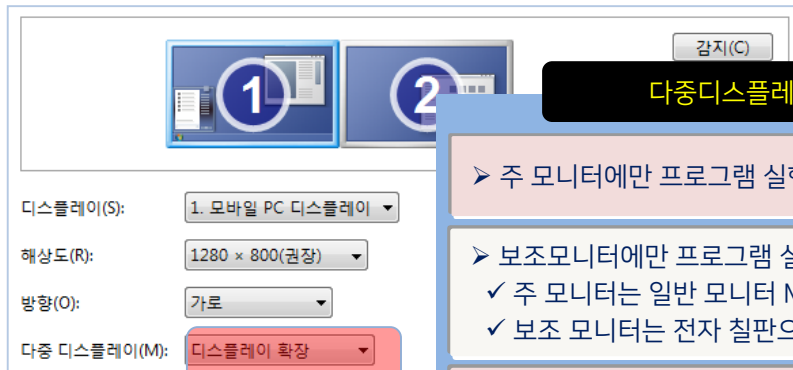 감지(C)
1
2
다중디스플레
➢ 주 모니터에만 프로그램
디스플레이(S):
1. 모바일 PC 디스플레이
➢ 보조모니터에만 프로그램
해상도(R):
1280 × 800(권장)
✓ 주 모니터는 일반 모니터
방향(O):
가로
✓ 보조 모니터는 전자 칠판으
다중 디스플레이(M):
디스플레이 확장